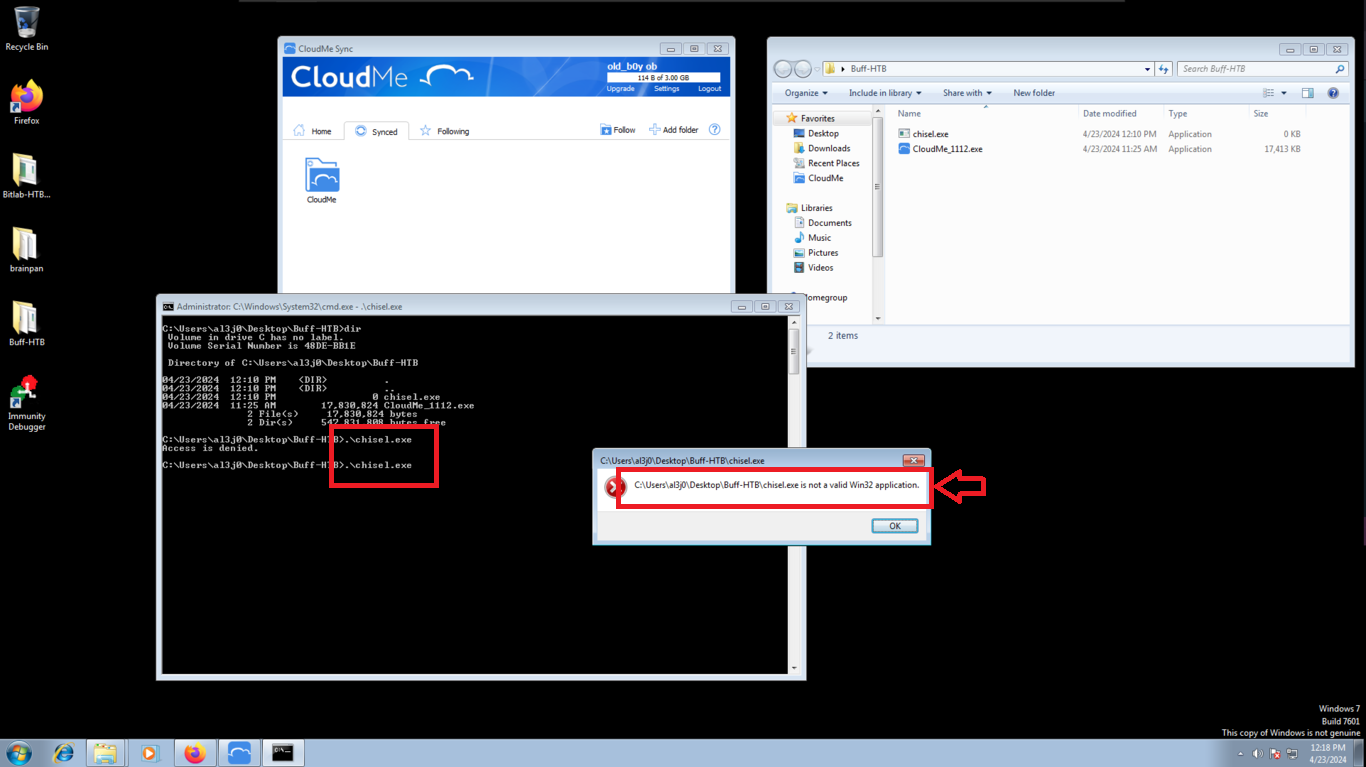 Recycle Bin
Firefox
Bitlab-HTB...
brainpan
Buff-HTB
Immunity
Debugger
CloudMe Sync
CloudMe
old_b0y ob
114 B of 3.00 GB
Upgrade Settings Logout
Home Synced Following Follow Add folder ?
CloudMe
Buff-HTB Search Buff-HTB
Organize Include in library Share with New folder ?
Name Date modified Type Size
Favorites
Desktop
Downloads
Recent Places
CloudMe
Libraries
Documents
Music
Pictures
Videos
omegroup
chisel.exe 4/23/2024 12:10 PM Application 0 KB
CloudMe_1112.exe 4/23/2024 11:25 AM Application 17,413 KB
2 items
Administrator: C:\Windows\System32\cmd.exe - .\chisel.exe
C:\Users\al3j0\Desktop\Buff-HTB>dir
Volume in drive C has no label.
Volume Serial Number is 48DE-BB1E
Directory of C:\Users\al3j0\Desktop\Buff-HTB
04/23/2024 12:10 PM <DIR> .
04/23/2024 12:10 PM <DIR> ..
04/23/2024 12:10 PM 0 chisel.exe
04/23/2024 11:25 AM 17,830,824 CloudMe_1112.exe
2 File(s) 17,830,824 bytes
2 Dir(s) 547,831,808 bytes free
C:\Users\al3j0\Desktop\Buff-HTB>.\chisel.exe
Access is denied.
C:\Users\al3j0\Desktop\Buff-HTB>.\chisel.exe
C:\Users\al3j0\Desktop\Buff-HTB\chisel.exe
C:\Users\al3j0\Desktop\Buff-HTB\chisel.exe is not a valid Win32 application.
OK
Windows 7
Build 7601
This copy of Windows is not genuine
12:18 PM
4/23/2024